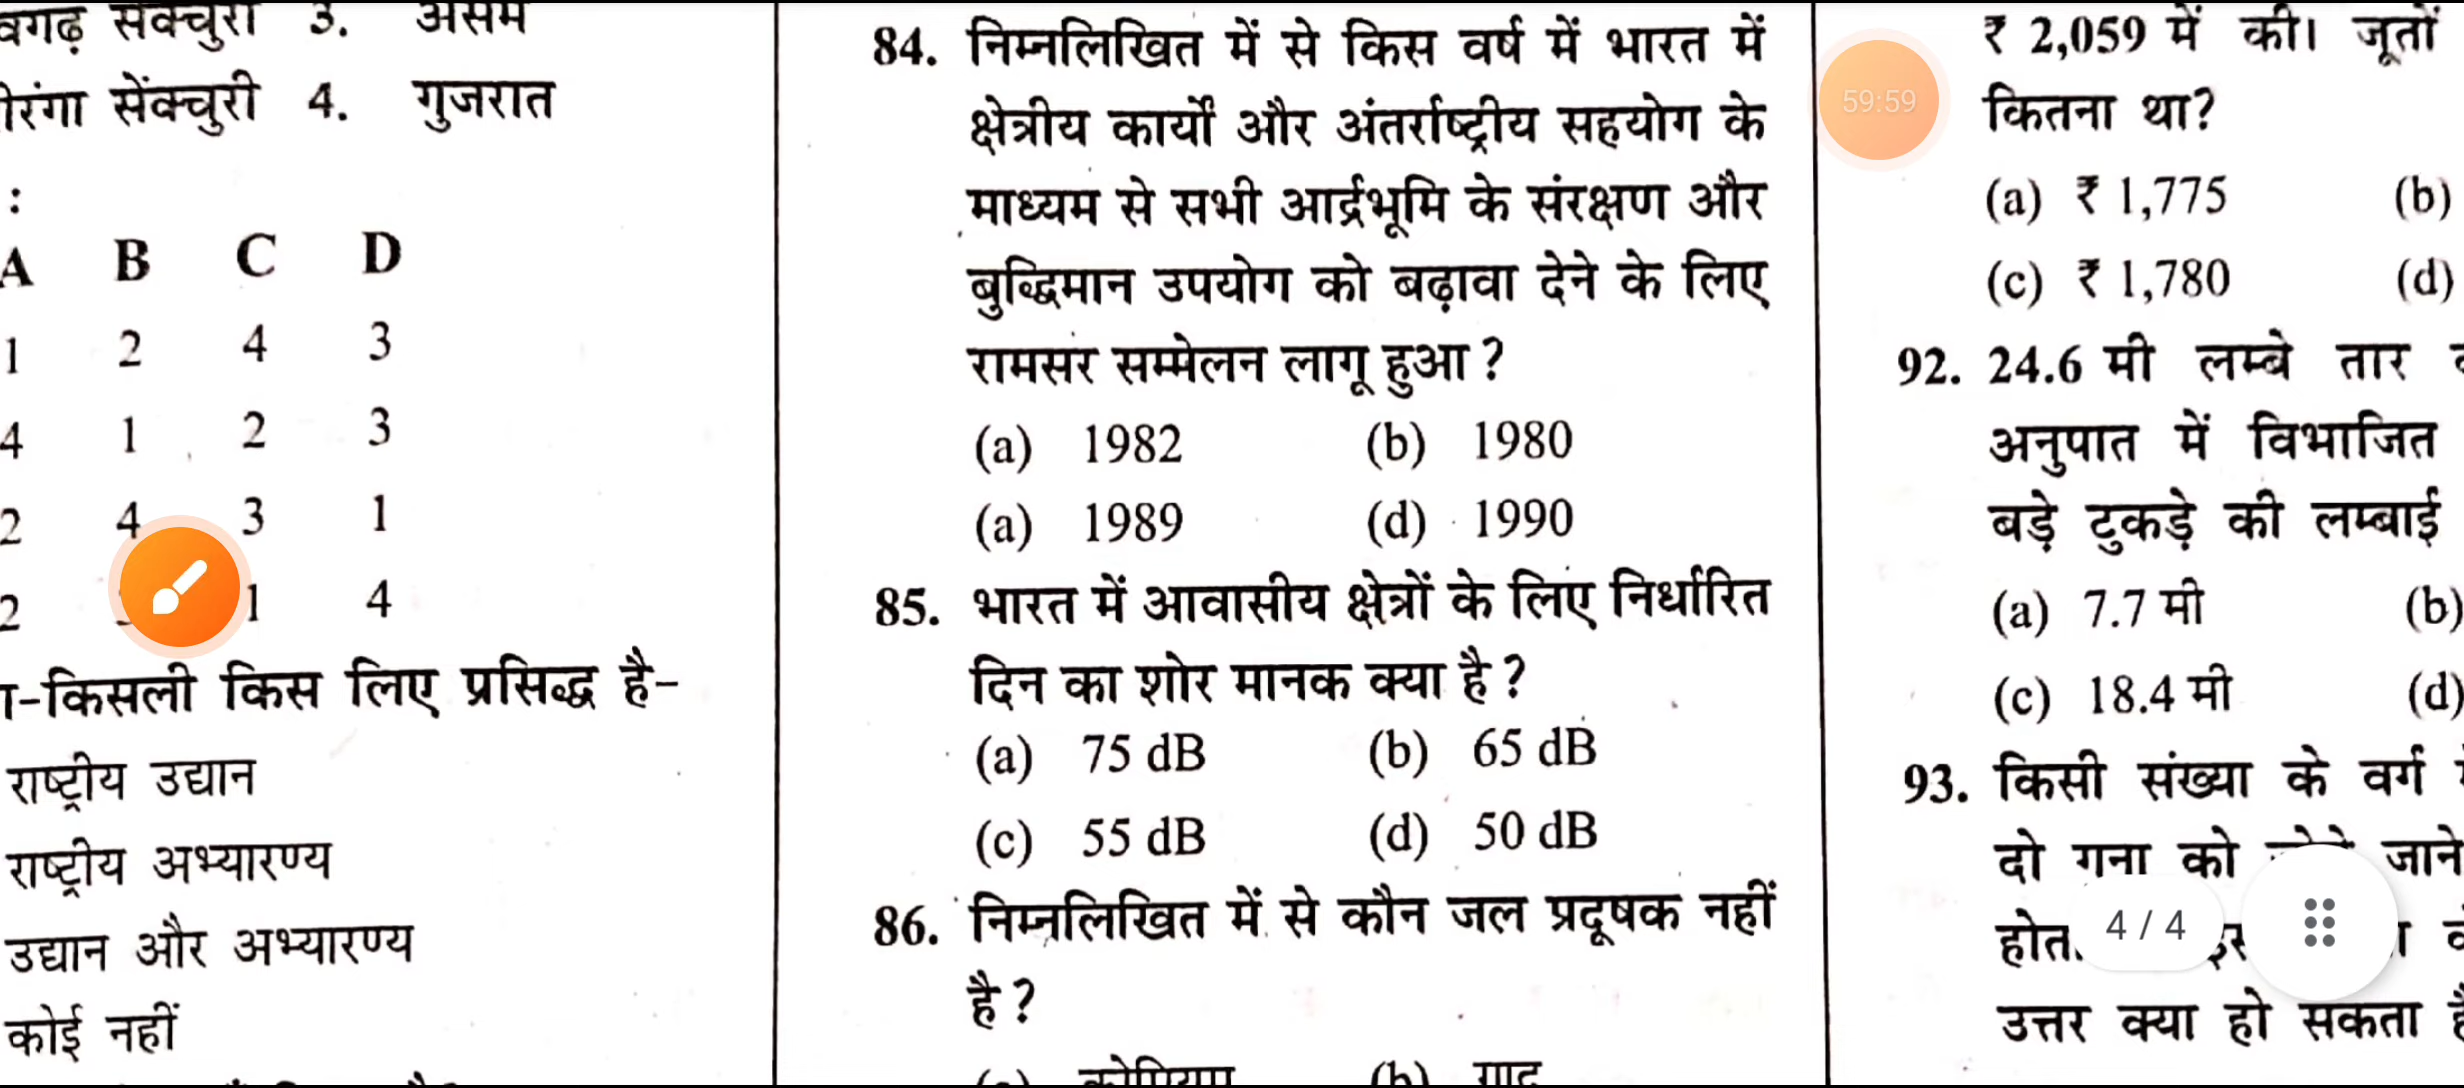 सेंक्चुरी 3. असम
सेंक्चुरी 4. गुजरात
:
A B C D
1 2 4 3
4 1 2 3
2 4 3 1
2 1 4
किसली किस लिए प्रसिद्ध है-
राष्ट्रीय उद्यान
राष्ट्रीय अभ्यारण्य
उद्यान और अभ्यारण्य
कोई नहीं
84. निम्नलिखित में से किस वर्ष में भारत में
क्षेत्रीय कार्यों और अंतर्राष्ट्रीय सहयोग के
माध्यम से सभी आर्द्रभूमि के संरक्षण और
बुद्धिमान उपयोग को बढ़ावा देने के लिए
रामसर सम्मेलन लागू हुआ ?
(a) 1982 (b) 1980
(a) 1989 (d) 1990
85. भारत में आवासीय क्षेत्रों के लिए निर्धारित
दिन का शोर मानक क्या है ?
(a) 75 dB (b) 65 dB
(c) 55 dB (d) 50 dB
86. निम्नलिखित में से कौन जल प्रदूषक नहीं
है ?
59:59
₹ 2,059 में की। जूतों
कितना था?
(a) ₹ 1,775 (b)
(c) ₹ 1,780 (d)
92. 24.6 मी लम्बे तार
अनुपात में विभाजित
बड़े टुकड़े की लम्बाई
(a) 7.7 मी (b)
(c) 18.4 मी (d)
93. किसी संख्या के वर्ग
दो गना को जाने
4 / 4
उत्तर क्या हो सकता